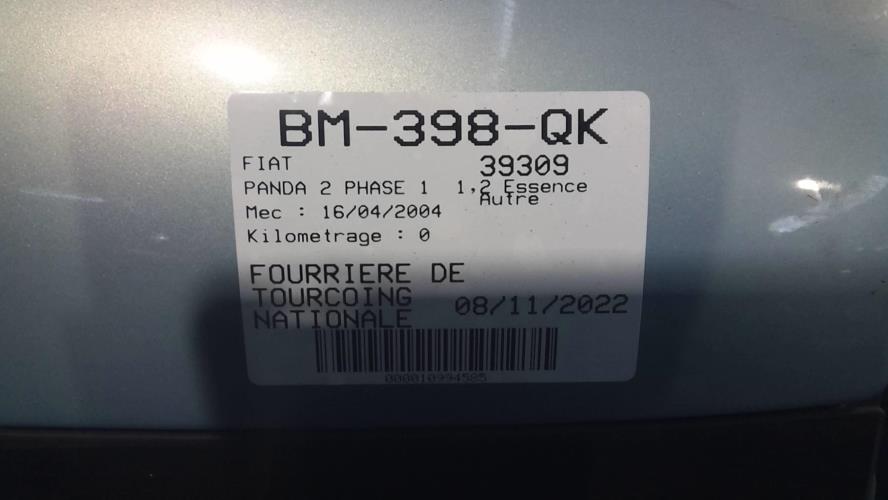 BM-398-QK
FIAT 39309
PANDA 2 PHASE 1 1,2 Essence
Autre
Mec : 16/04/2004
Kilometrage : 0
FOURRIERE DE
TOURCOING 08/11/2022
NATIONALE
000010994585